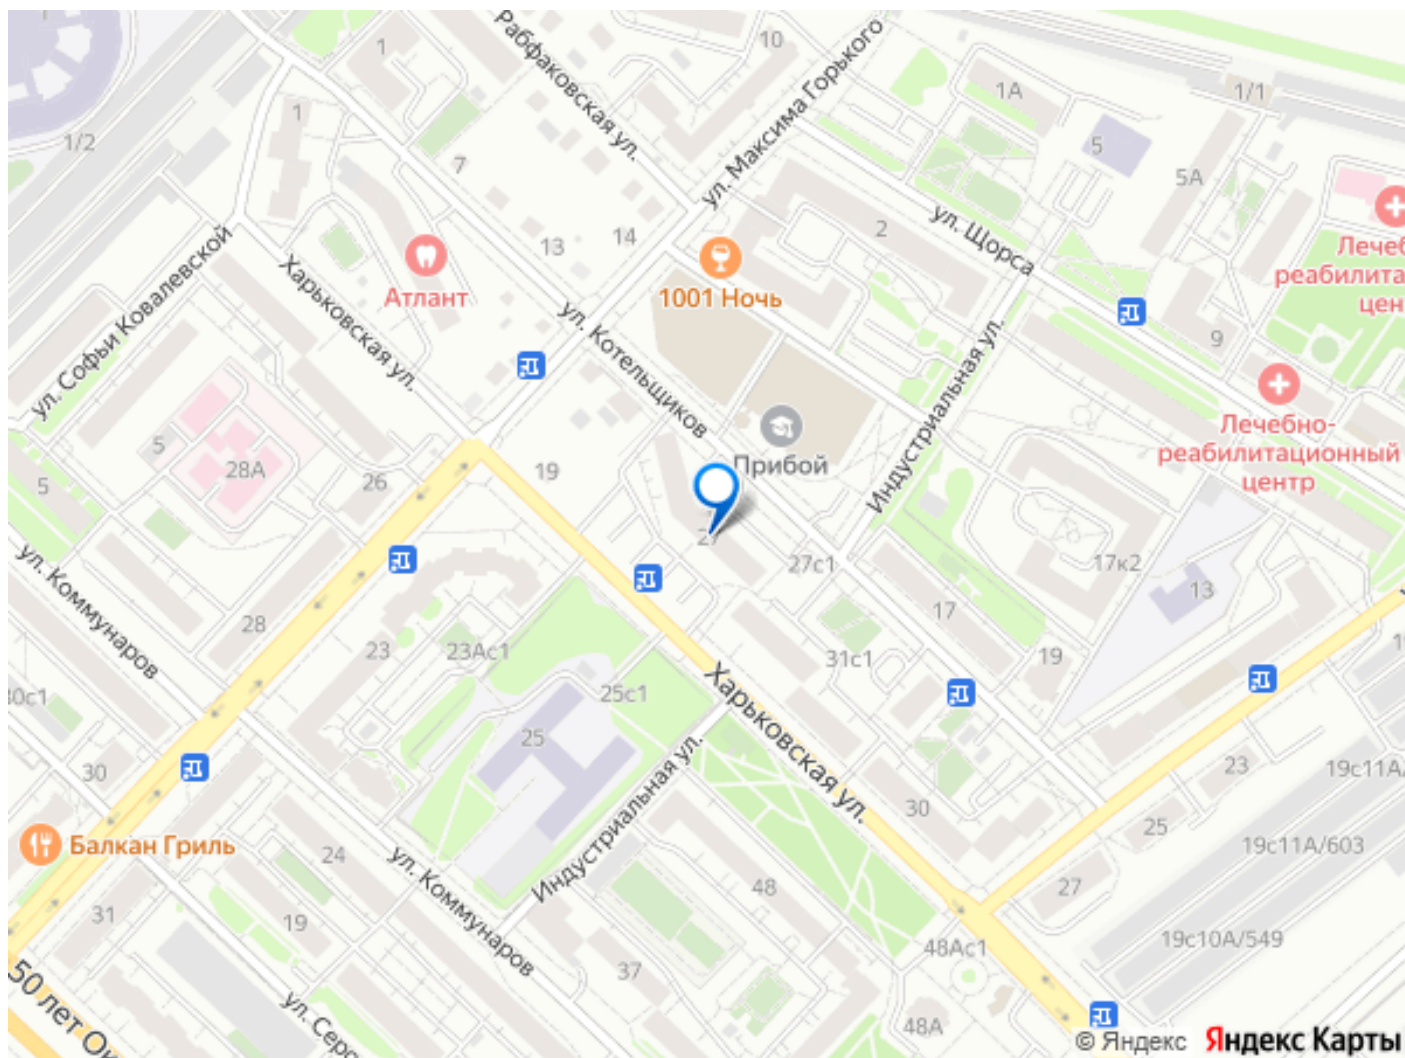 1
10
Рабфаковская ул.
ул. Максима Горького
1А
1/1
1
1/2
7
5
5А
ул. Щорса
2
14
13
Лечеб
реабилита
цен
Атлант
Харьковская ул.
ул. Софьи Ковалевской
1001 Ночь
ул. Котельщиков
Индустриальная ул.
9
Лечебно-
реабилитационный
центр
Прибой
5
28А
26
19
5
27с1
17к2
13
17
19
ул. Коммунаров
28
23
23Ас1
31с1
25с1
Харьковская ул.
30с1
25
Индустриальная ул.
30
30
23
19с11А/
25
19с11А/603
Балкан Гриль
24
ул. Коммунаров
48
27
31
19
48Ас1
19с10А/549
37
48А
50 лет Ок
ул. Серо
© Яндекс
Яндекс Карты